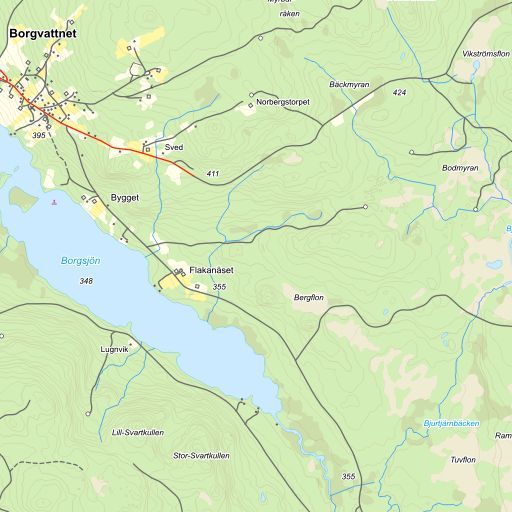 Myrbur
räken
Borgvattnet
Vikströmsflon
Bäckmyran
424
Norbergstorpet
395
Sved
411
Bodmyran
Bygget
Borgsjön
Flakanäset
348
355
Bergflon
Lugnvik
Bjurtjärnbäcken
Lill-Svartkullen
Ram
Stor-Svartkullen
Tuvflon
355